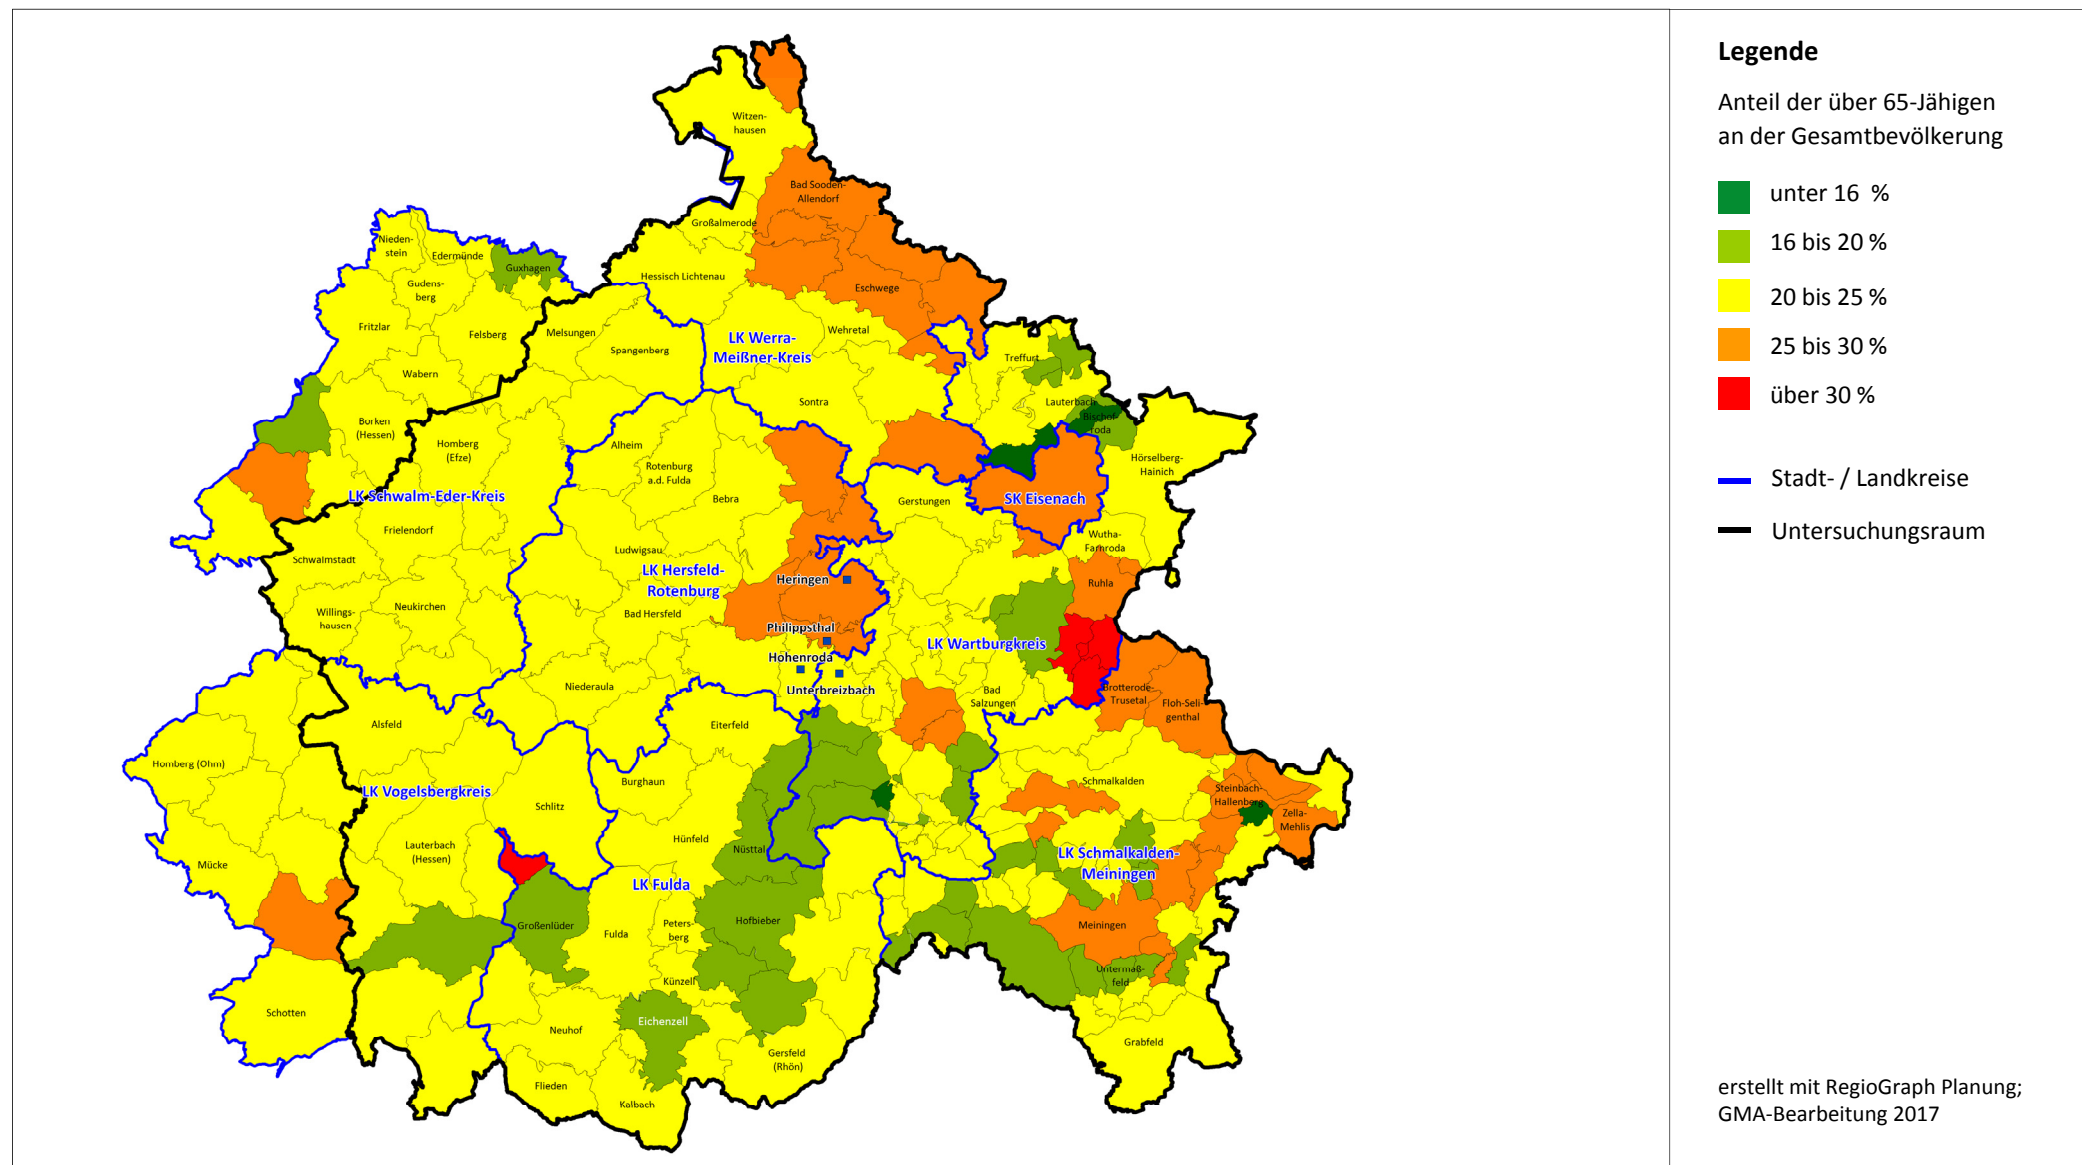 Witzen-
hausen
Bad Sooden-
Allendorf
Großalmerode
Nieden-
stein
Edermünde
Guxhagen
Hessisch Lichtenau
Gudens-
berg
Eschwege
Fritzlar
Felsberg
Melsungen
Wehretal
LK Werra-
Meißner-Kreis
Spangenberg
Treffurt
Wabern
Sontra
Lauterbach
Bischof-
roda
Borken
(Hessen)
Homberg
(Efze)
Alheim
Rotenburg
a.d. Fulda
Hörselberg-
Hainich
Bebra
LK Schwalm-Eder-Kreis
Gerstungen
SK Eisenach
Frielendorf
Wutha-
Farnroda
Ludwigsau
Schwalmstadt
LK Hersfeld-
Rotenburg
Heringen
Ruhla
Neukirchen
Willings-
hausen
Bad Hersfeld
Philippsthal
LK Wartburgkreis
Hohenroda
Niederaula
Unterbreizbach
Bad
Salzungen
Brotterode-
Trusetal
Floh-Seli-
genthal
Alsfeld
Eiterfeld
Homberg (Ohm)
Burghaun
Schmalkalden
LK Vogelsbergkreis
Schlitz
Steinbach-
Hallenberg
Zella-
Mehlis
Lauterbach
(Hessen)
Hünfeld
Nüsttal
LK Schmalkalden-
Meiningen
Mücke
LK Fulda
Großenlüder
Fulda
Peters-
berg
Hofbieber
Meiningen
Künzell
Untermaß-
feld
Schotten
Neuhof
Eichenzell
Gersfeld
(Rhön)
Grabfeld
Flieden
Kalbach
Legende
Anteil der über 65-Jähigen
an der Gesamtbevölkerung
unter 16 %
16 bis 20 %
20 bis 25 %
25 bis 30 %
über 30 %
Stadt- / Landkreise
Untersuchungsraum
erstellt mit RegioGraph Planung;
GMA-Bearbeitung 2017